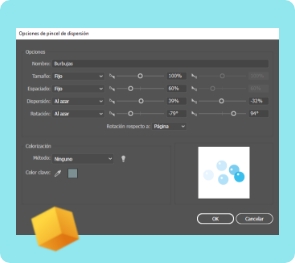 Opciones de pincel de dispersión
Opciones
Nombre: Burbujas
Tamaño: Fijo 100%
Espaciado: Fijo 60%
Dispersión: Al azar 39% -32%
Rotación: Al azar -75° 94°
Rotación respecto a: Página
Colorización
Método: Ninguno
Color clave:
OK Cancelar